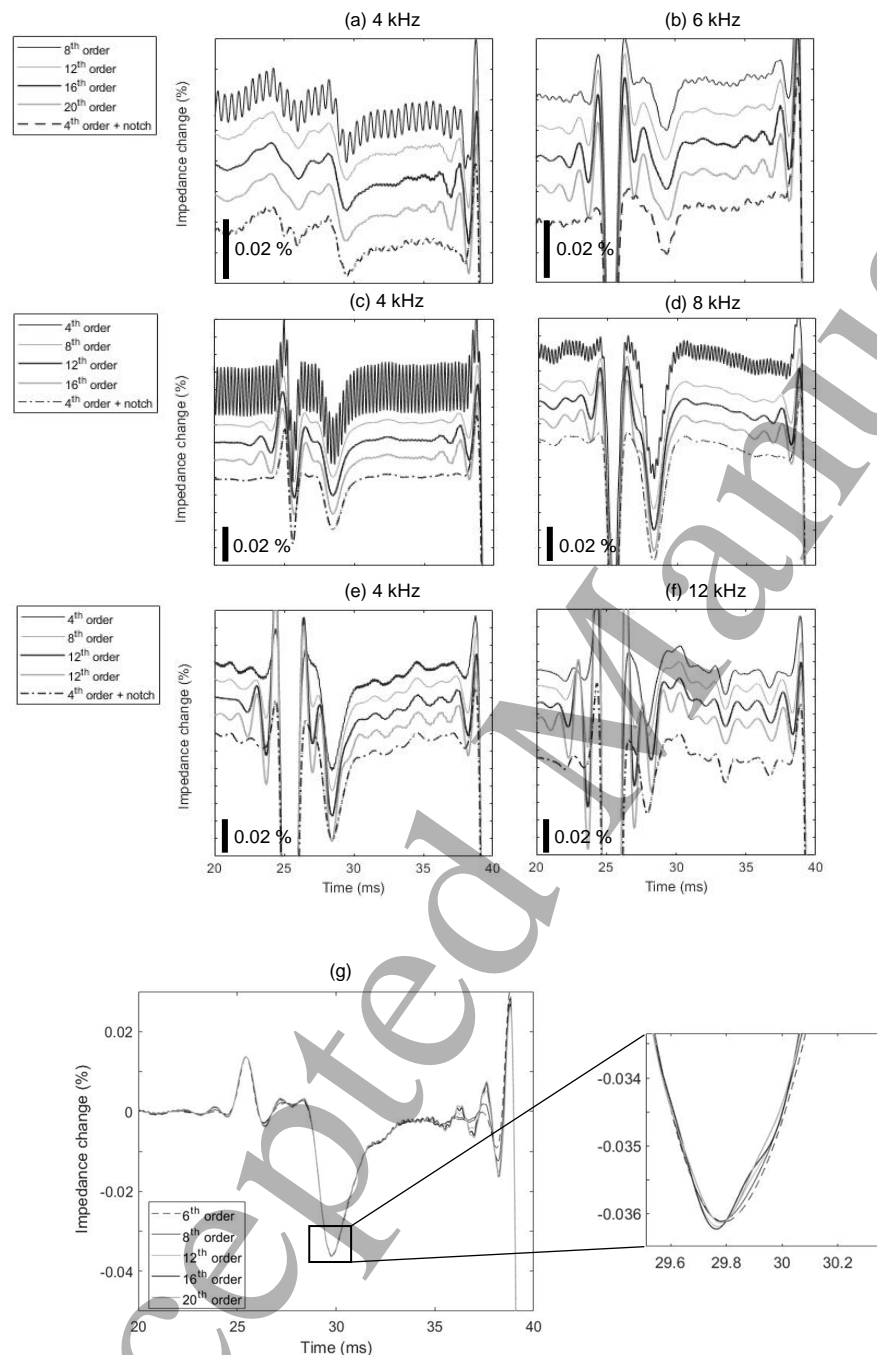 (a) 4 kHz
(b) 6 kHz
8th order
12th order
16th order
20th order
4th order + notch
Impedance change (%)
0.02 %
0.02 %
(c) 4 kHz
(d) 8 kHz
4th order
8th order
12th order
16th order
4th order + notch
Impedance change (%)
0.02 %
0.02 %
(e) 4 kHz
(f) 12 kHz
4th order
8th order
12th order
12th order
4th order + notch
Impedance change (%)
0.02 %
0.02 %
20 25 30 35 40
20 25 30 35 40
Time (ms)
Time (ms)
(g)
Impedance change (%)
0.02
0
-0.02
-0.04
6th order
8th order
12th order
16th order
20th order
20 25 30 35 40
Time (ms)
-0.034
-0.035
-0.036
29.6 29.8 30 30.2
cepted Manu